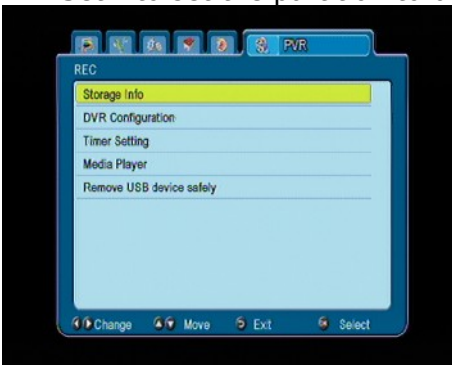 PVR
REC
Storage Info
DVR Configuration
Timer Setting
Media Player
Remove USB device safely
Change Move Exit Select